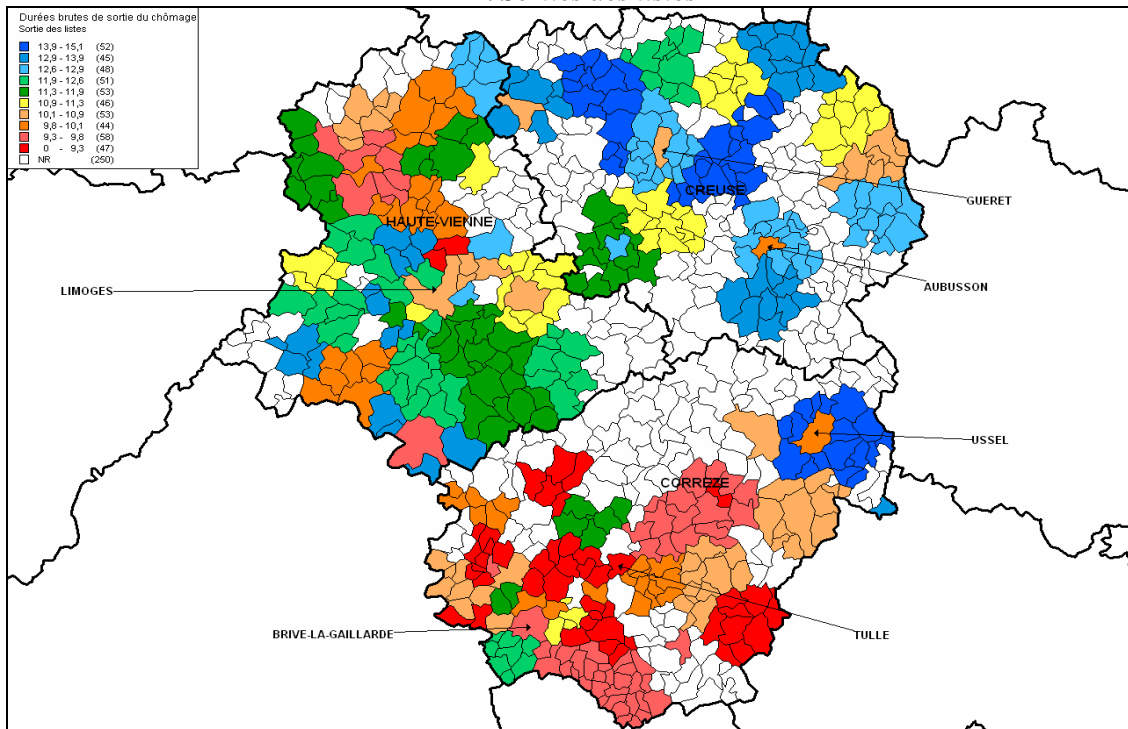 Durées brutes de sortie du chômage
Sortie des listes
13,9 - 15,1 (52)
12,9 - 13,9 (45)
12,6 - 12,9 (48)
11,9 - 12,6 (51)
11,3 - 11,9 (53)
10,9 - 11,3 (46)
10,1 - 10,9 (53)
9,8 - 10,1 (44)
9,3 - 9,8 (58)
0 - 9,3 (47)
NR (250)
CREUSE
GUERET
HAUTE-VIENNE
LIMOGES
AUBUSSON
USSEL
CORREZE
BRIVE-LA-GAILLARDE
TULLE